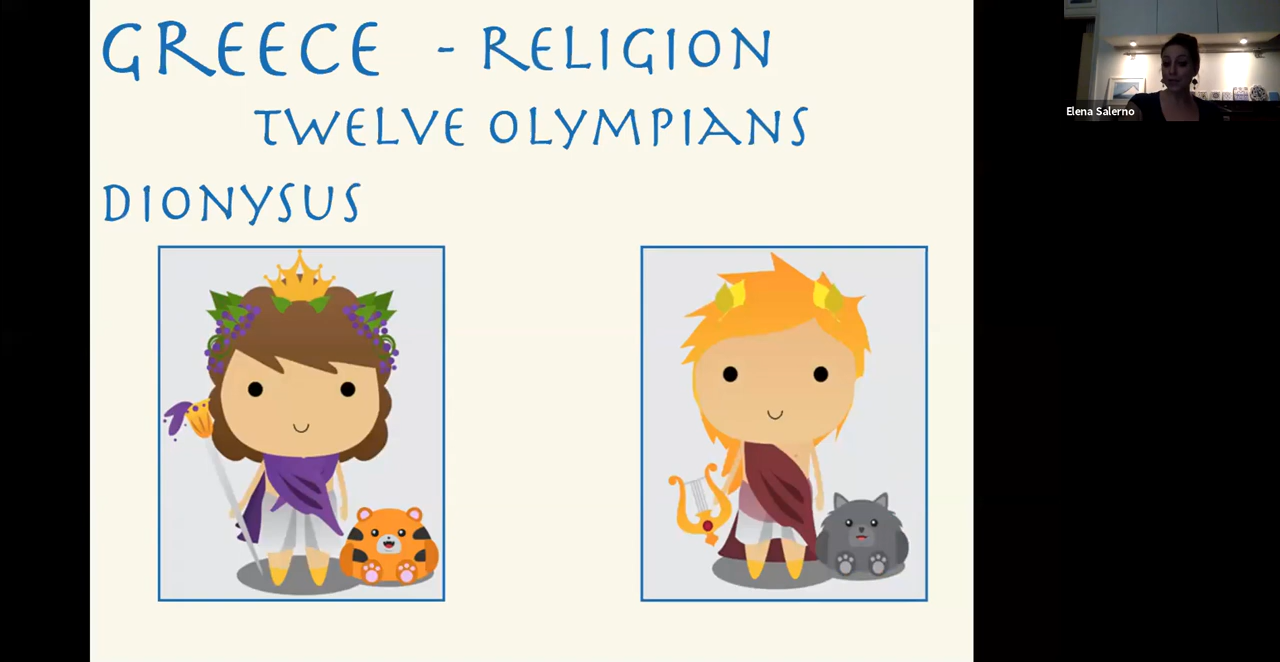 GREECE - RELIGION
TWELVE OLYMPIANS
DIONYSUS
Elena Salerno